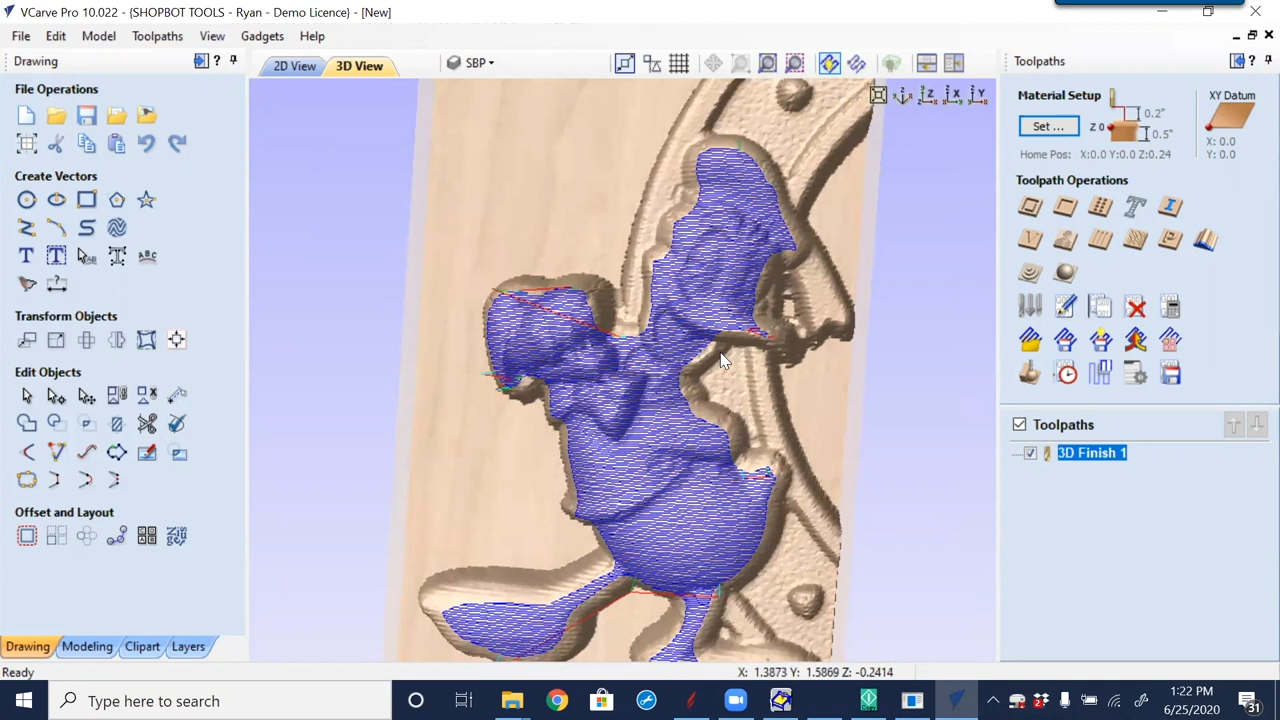 VCarve Pro 10.022 - {SHOPBOT TOOLS - Ryan - Demo Licence} - [New]
File Edit Model Toolpaths View Gadgets Help
Drawing
2D View 3D View SBP
Toolpaths
File Operations
Create Vectors
Transform Objects
Edit Objects
Offset and Layout
Drawing Modeling Clipart Layers
Z X Y
Material Setup
XY Datum
Set ...
Z 0
0.2"
0.5"
X: 0.0
Y: 0.0
Home Pos: X:0.0 Y:0.0 Z:0.24
Toolpath Operations
Toolpaths
3D Finish 1
Ready
X: 1.3873 Y: 1.5869 Z: -0.2414
Type here to search
1:22 PM
6/25/2020
31